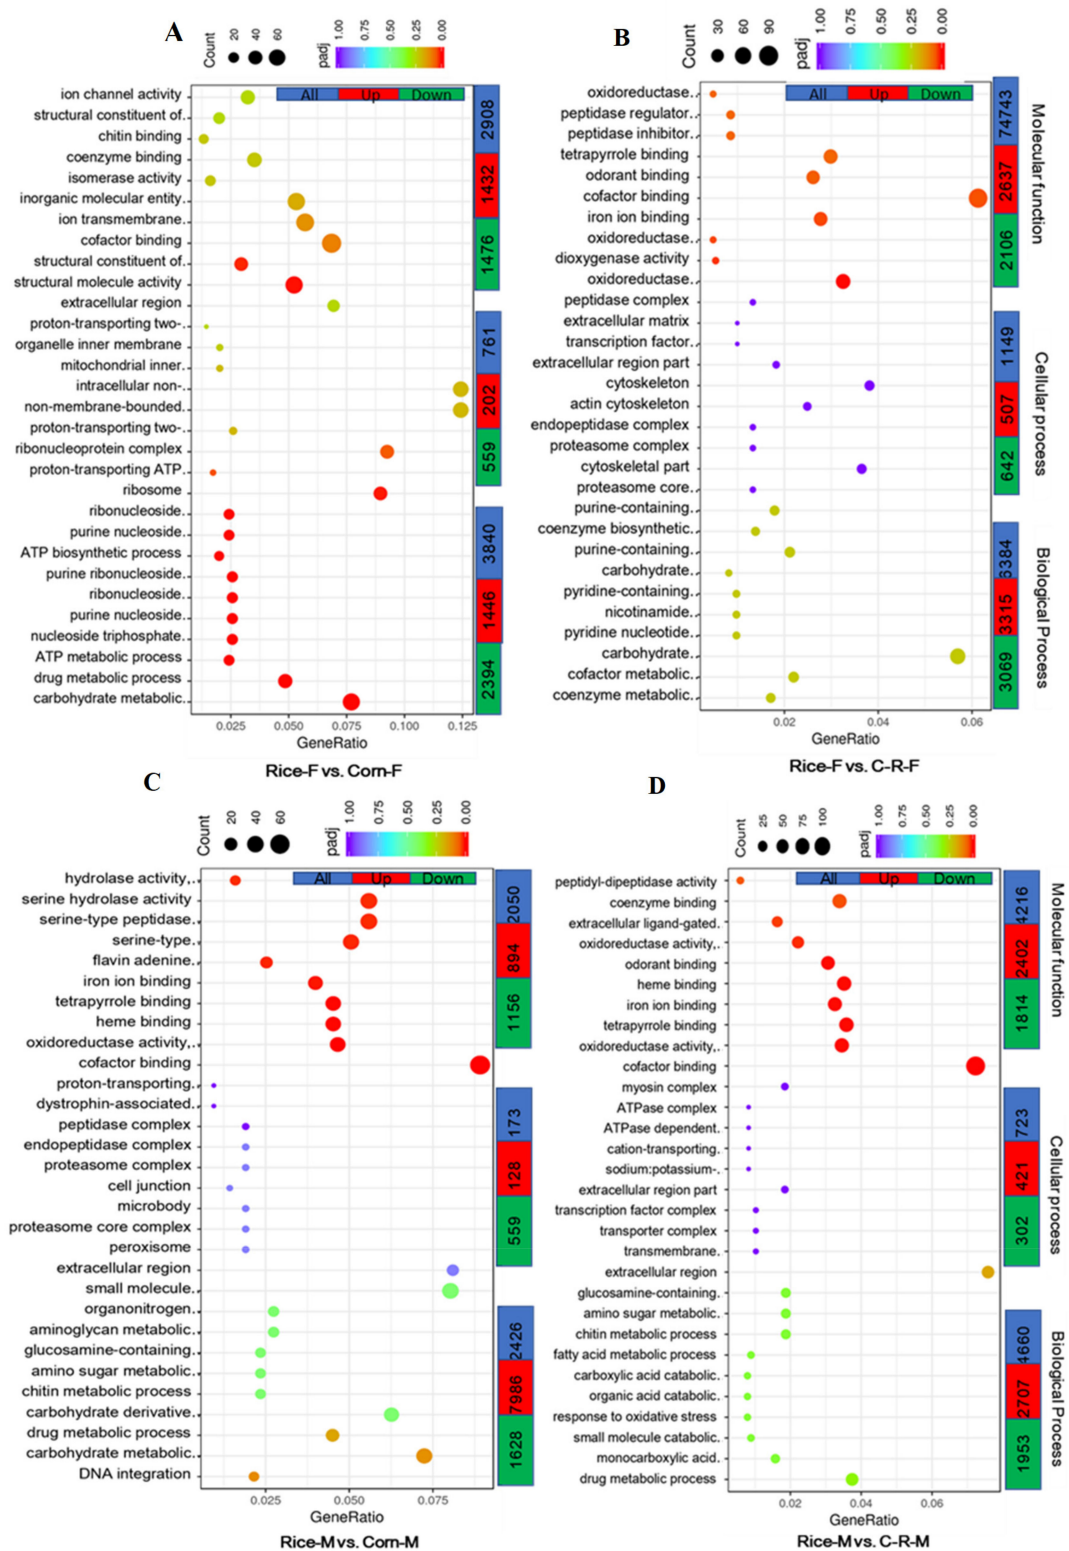 A
Count
20 40 60
padj
1.00 0.75 0.50 0.25 0.00
All Up Down
ion channel activity
structural constituent of.
chitin binding
coenzyme binding
isomerase activity
inorganic molecular entity.
ion transmembrane.
cofactor binding
structural constituent of.
structural molecule activity
extracellular region
proton-transporting two-.
organelle inner membrane
mitochondrial inner.
intracellular non-.
non-membrane-bounded.
proton-transporting two-.
ribonucleoprotein complex
proton-transporting ATP.
ribosome
ribonucleoside.
purine nucleoside.
ATP biosynthetic process
purine ribonucleoside.
ribonucleoside.
purine nucleoside.
nucleoside triphosphate.
ATP metabolic process
drug metabolic process
carbohydrate metabolic.
2908
1432
1476
761
202
559
3840
1446
2394
0.025 0.050 0.075 0.100 0.125
GeneRatio
Rice-F vs. Corn-F
B
Count
30 60 90
padj
1.00 0.75 0.50 0.25 0.00
All Up Down
oxidoreductase..
peptidase regulator..
peptidase inhibitor..
tetrapyrrole binding
odorant binding
cofactor binding
iron ion binding
oxidoreductase..
dioxygenase activity
oxidoreductase..
peptidase complex
extracellular matrix
transcription factor..
extracellular region part
cytoskeleton
actin cytoskeleton
endopeptidase complex
proteasome complex
cytoskeletal part
proteasome core..
purine-containing..
coenzyme biosynthetic.
purine-containing..
carbohydrate..
pyridine-containing..
nicotinamide..
pyridine nucleotide..
carbohydrate..
cofactor metabolic..
coenzyme metabolic..
74743
2637
2106
Molecular function
1149
507
642
Cellular process
6384
3315
3069
Biological Process
0.02 0.04 0.06
GeneRatio
Rice-F vs. C-R-F
C
Count
20 40 60
padj
1.00 0.75 0.50 0.25 0.00
All Up Down
hydrolase activity,..
serine hydrolase activity
serine-type peptidase..
serine-type..
flavin adenine..
iron ion binding
tetrapyrrole binding
heme binding
oxidoreductase activity,..
cofactor binding
proton-transporting..
dystrophin-associated..
peptidase complex
endopeptidase complex
proteasome complex
cell junction
microbody
proteasome core complex
peroxisome
extracellular region
small molecule..
organonitrogen..
aminoglycan metabolic..
glucosamine-containing..
amino sugar metabolic..
chitin metabolic process
carbohydrate derivative..
drug metabolic process
carbohydrate metabolic..
DNA integration
2050
894
1156
173
128
559
2426
7986
1628
0.025 0.050 0.075
GeneRatio
Rice-M vs. Corn-M
D
Count
25 50 75 100
padj
1.00 0.75 0.50 0.25 0.00
All Up Down
peptidyl-dipeptidase activity
coenzyme binding
extracellular ligand-gated.
oxidoreductase activity,.
odorant binding
heme binding
iron ion binding
tetrapyrrole binding
oxidoreductase activity,.
cofactor binding
myosin complex
ATPase complex
ATPase dependent.
cation-transporting.
sodium:potassium-.
extracellular region part
transcription factor complex
transporter complex
transmembrane.
extracellular region
glucosamine-containing.
amino sugar metabolic.
chitin metabolic process
fatty acid metabolic process
carboxylic acid catabolic.
organic acid catabolic.
response to oxidative stress
small molecule catabolic.
monocarboxylic acid.
drug metabolic process
4216
2402
1814
Molecular function
723
421
302
Cellular process
4660
2707
1953
Biological Process
0.02 0.04 0.06
GeneRatio
Rice-M vs. C-R-M